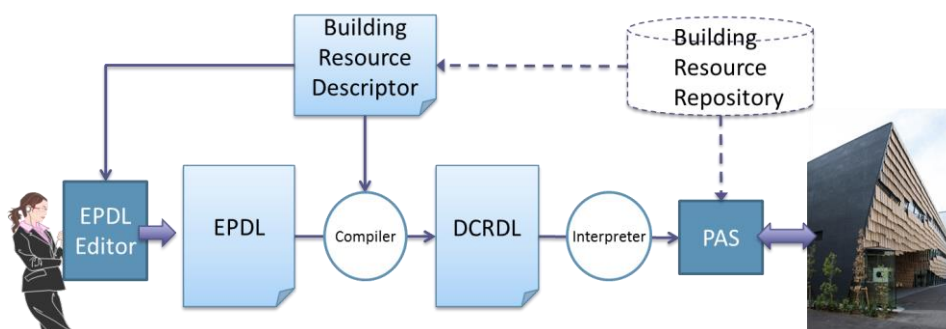 Building
Resource
Descriptor
Building
Resource
Repository
EPDL
Editor
EPDL
Compiler
DCRDL
Interpreter
PAS